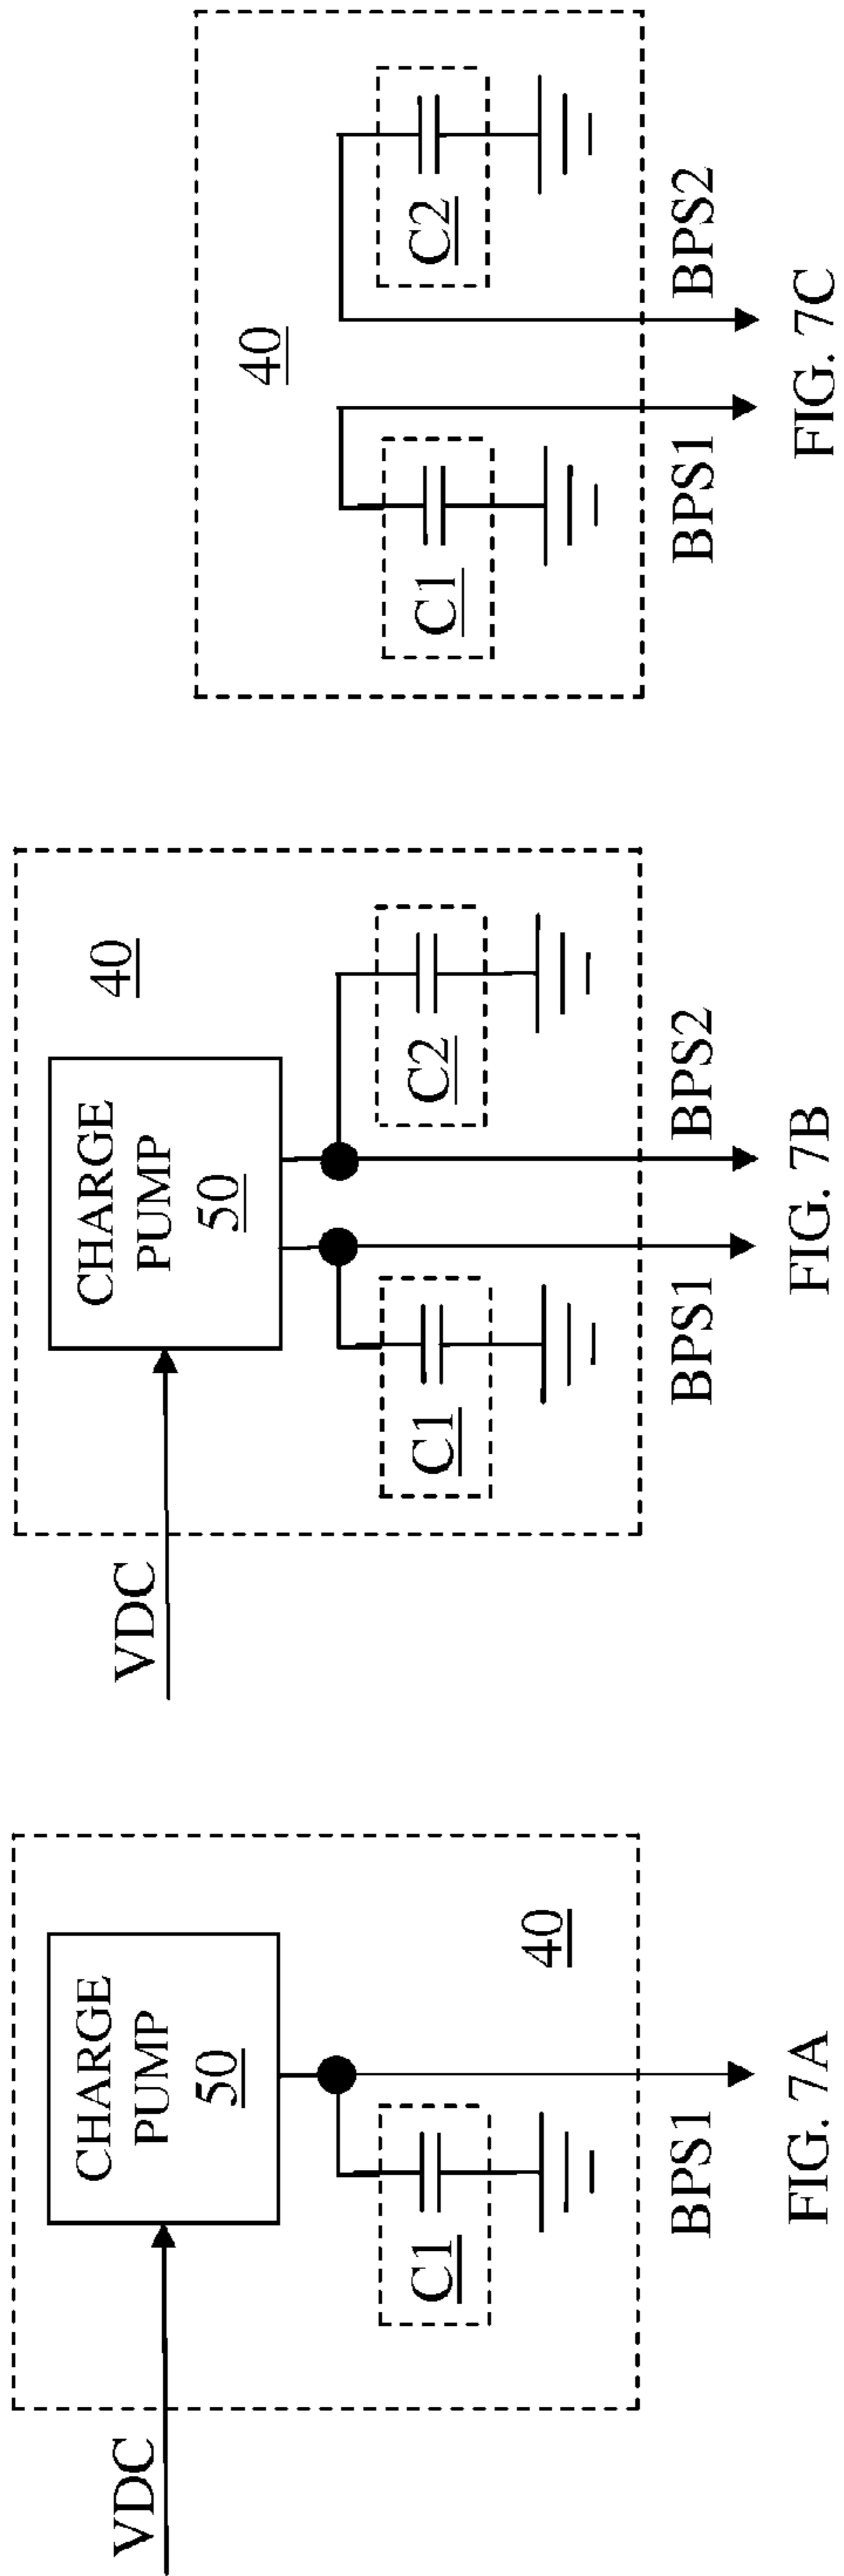 VDC
CHARGE
PUMP
50
40
C1
BPS1
FIG. 7A
VDC
CHARGE
PUMP
50
40
C1
C2
BPS1
BPS2
FIG. 7B
40
C1
C2
BPS1
BPS2
FIG. 7C